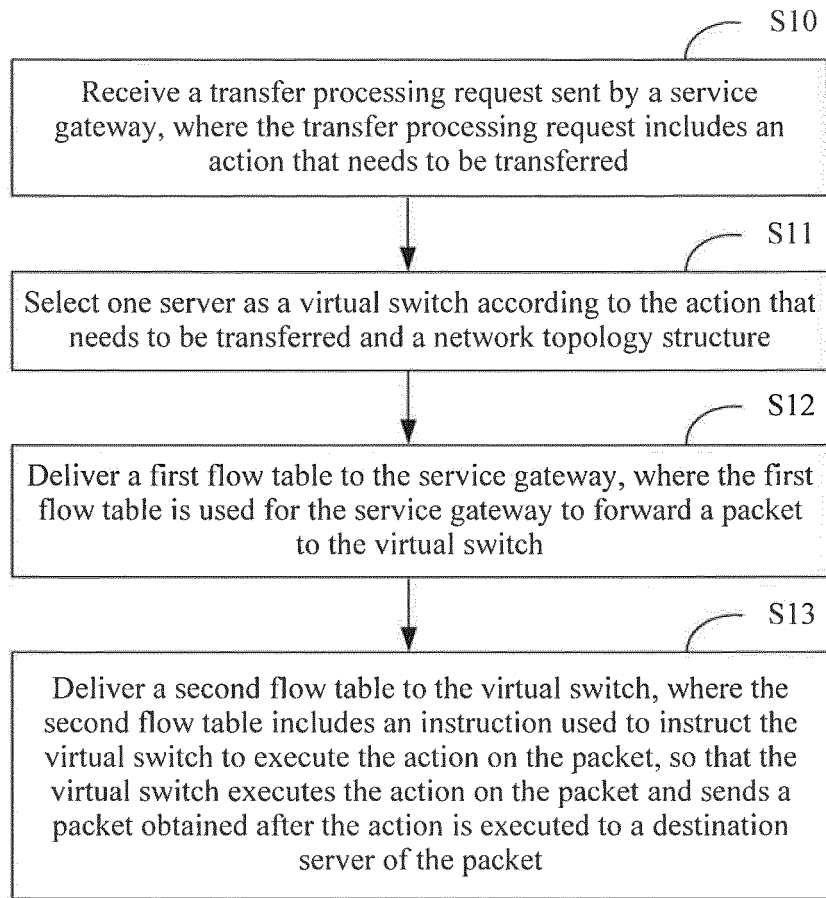 S10
Receive a transfer processing request sent by a service
gateway, where the transfer processing request includes an
action that needs to be transferred
S11
Select one server as a virtual switch according to the action that
needs to be transferred and a network topology structure
S12
Deliver a first flow table to the service gateway, where the first
flow table is used for the service gateway to forward a packet
to the virtual switch
S13
Deliver a second flow table to the virtual switch, where the
second flow table includes an instruction used to instruct the
virtual switch to execute the action on the packet, so that the
virtual switch executes the action on the packet and sends a
packet obtained after the action is executed to a destination
server of the packet